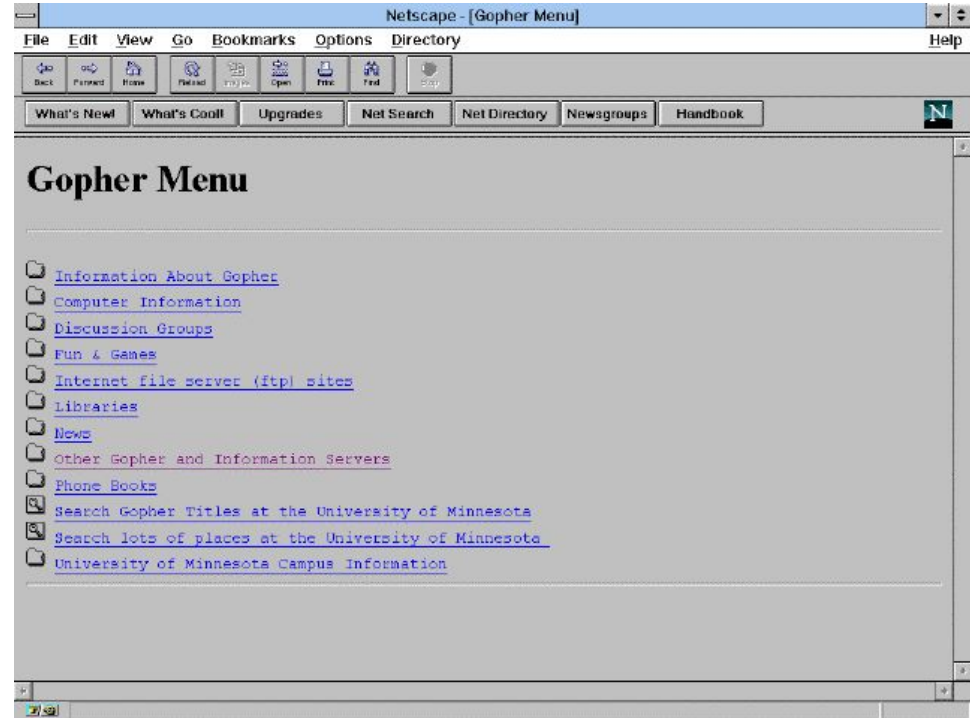 Netscape - [Gopher Menu]
File Edit View Go Bookmarks Options Directory Help
Back Forward Home Reload Images Open Print Find Stop
What's New! What's Cool! Upgrades Net Search Net Directory Newsgroups Handbook
N
Gopher Menu
Information About Gopher
Computer Information
Discussion Groups
Fun & Games
Internet file server (ftp) sites
Libraries
News
Other Gopher and Information Servers
Phone Books
Search Gopher Titles at the University of Minnesota
Search lots of places at the University of Minnesota
University of Minnesota Campus Information